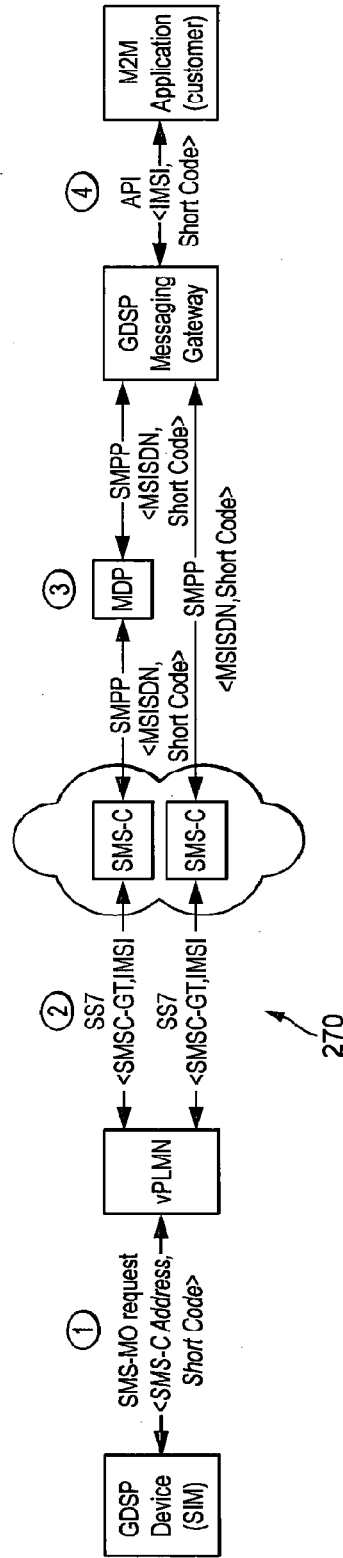 GDSP
Device
(SIM)
1
SMS-MO request
<SMS-C Address,
Short Code>
vPLMN
2
SS7
<SMSC-GT,IMSI
SS7
<SMSC-GT,IMSI
SMS-C
SMS-C
SMPP
<MSISDN,
Short Code>
3
MDP
SMPP
<MSISDN,
Short Code>
SMPP
<MSISDN,Short Code>
GDSP
Messaging
Gateway
4
API
<IMSI,
Short Code>
M2M
Application
(customer)
270